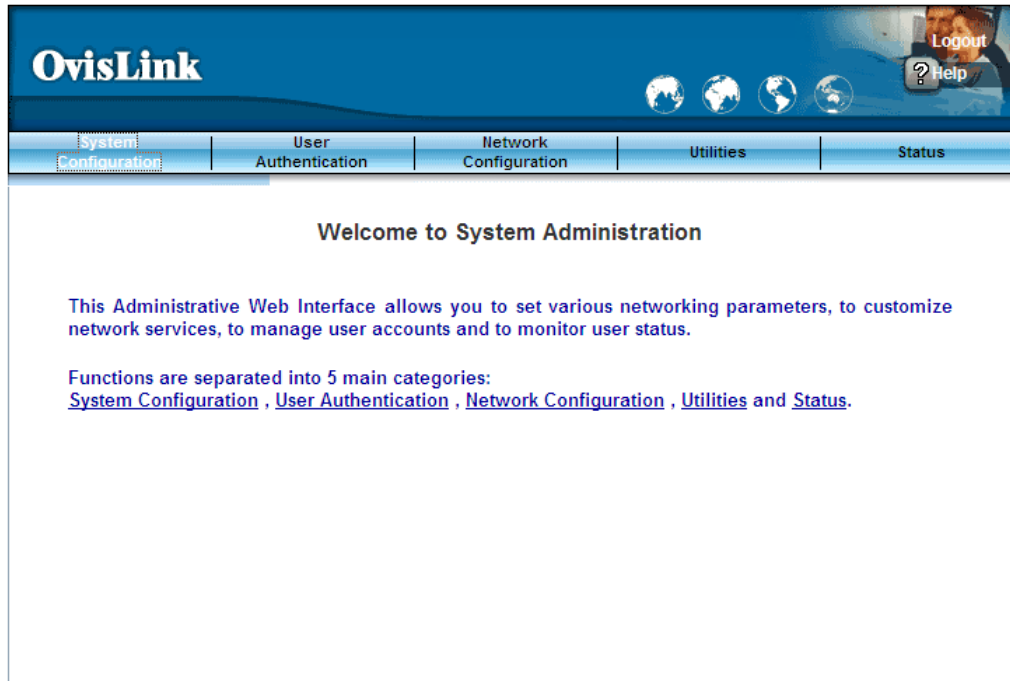 OvisLink
Logout
? Help
System Configuration
User Authentication
Network Configuration
Utilities
Status
Welcome to System Administration
This Administrative Web Interface allows you to set various networking parameters, to customize
network services, to manage user accounts and to monitor user status.
Functions are separated into 5 main categories:
System Configuration , User Authentication , Network Configuration , Utilities and Status.